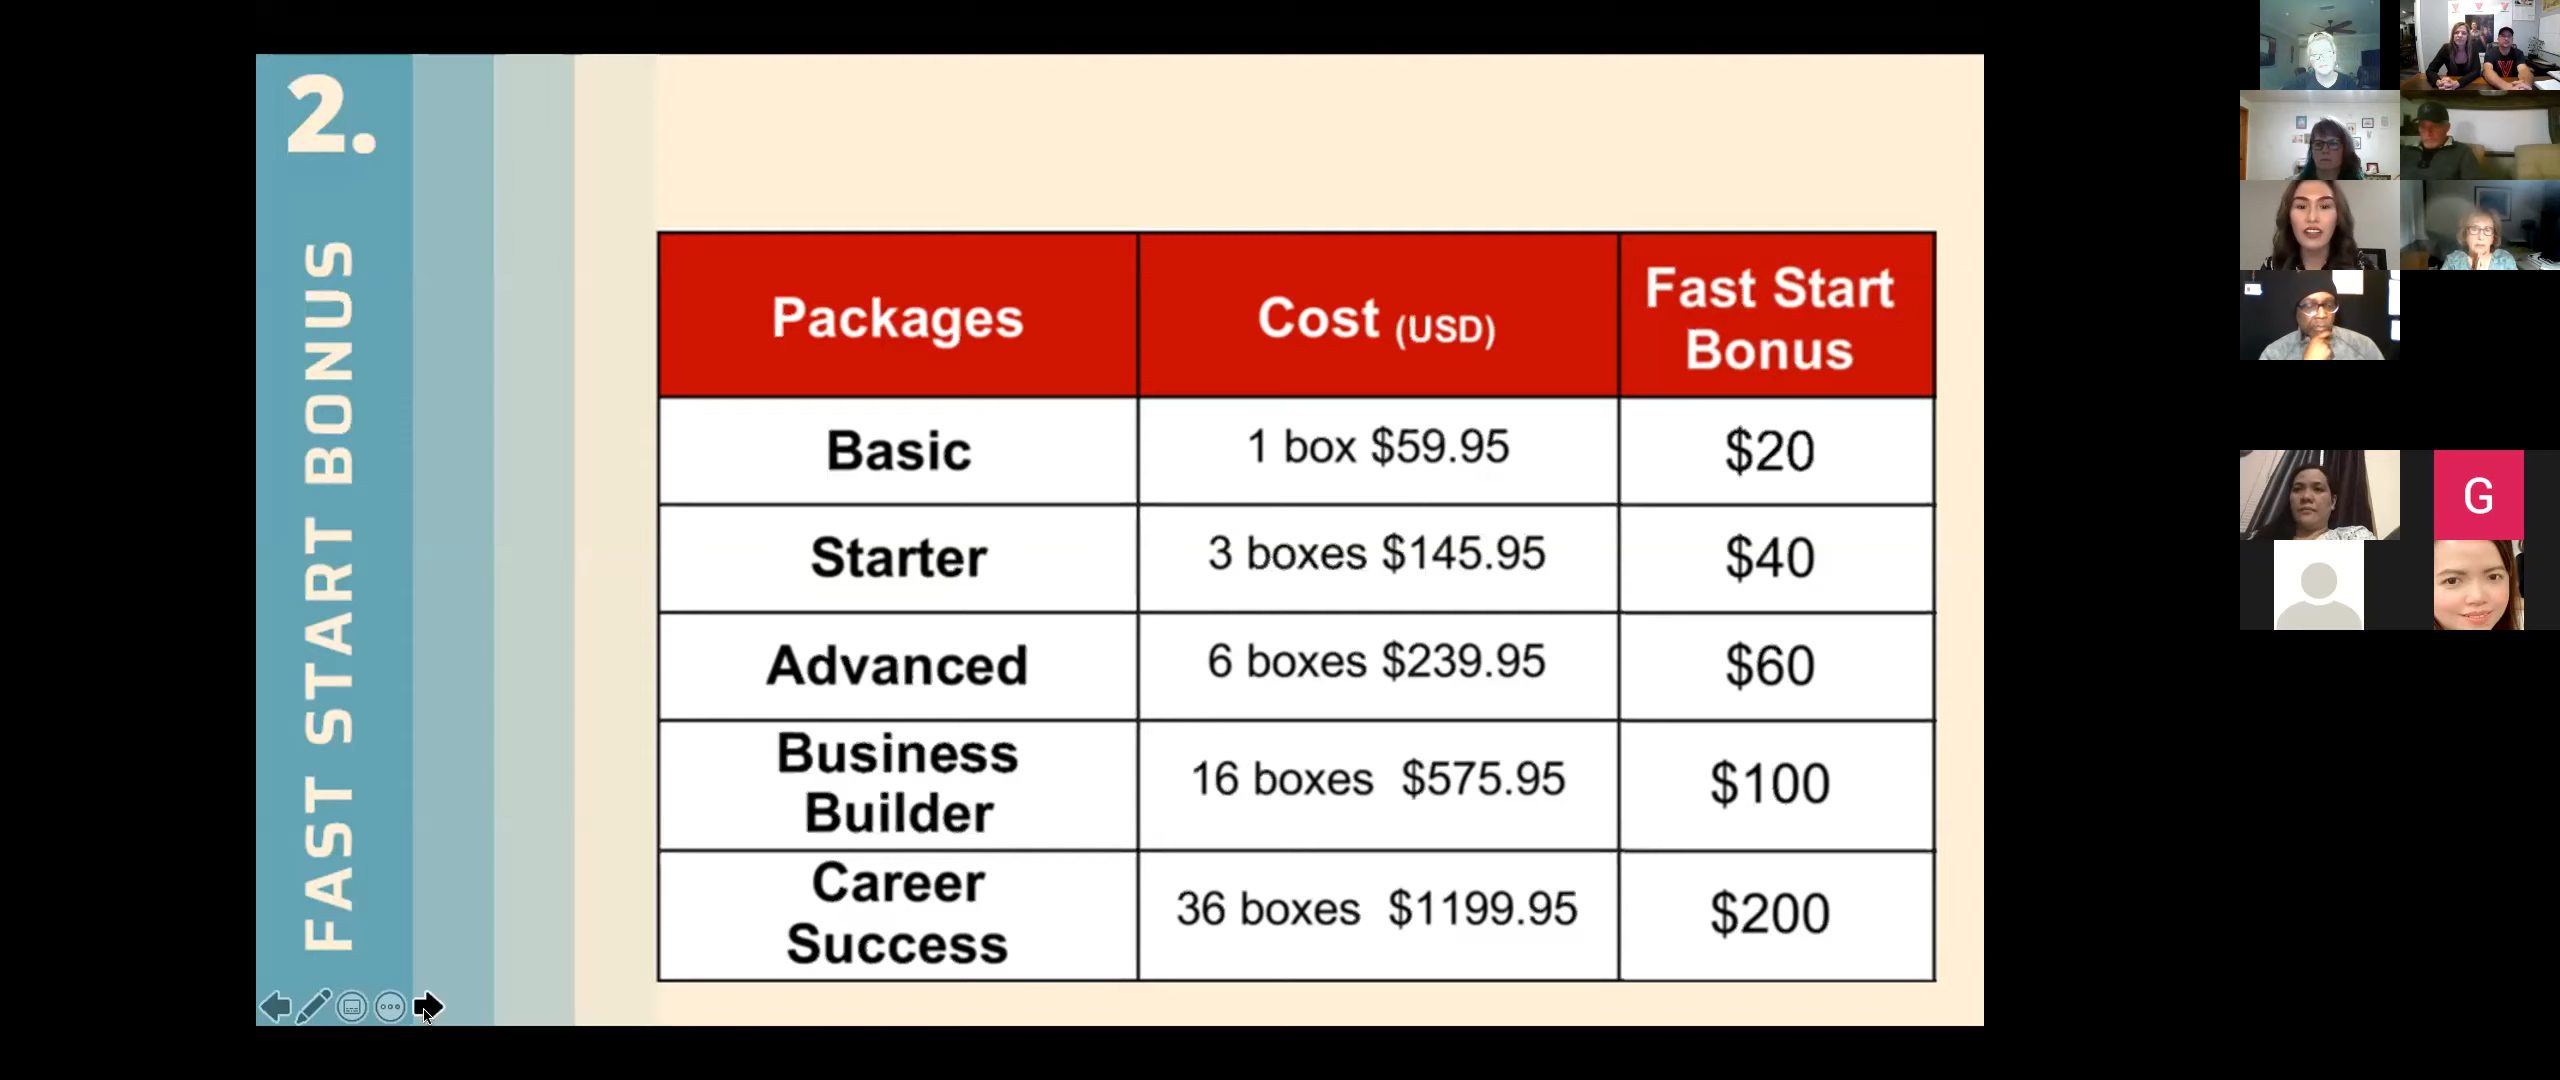 2.
FAST START BONUS
Packages
Cost (USD)
Fast Start
Bonus
Basic
1 box $59.95
$20
Starter
3 boxes $145.95
$40
Advanced
6 boxes $239.95
$60
Business
Builder
16 boxes $575.95
$100
Career
Success
36 boxes $1199.95
$200
G